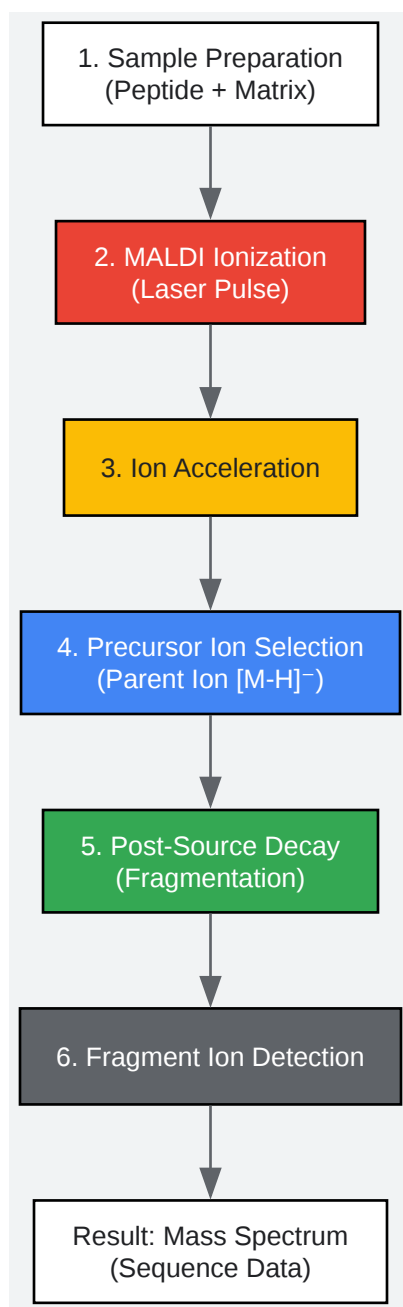 1. Sample Preparation
(Peptide + Matrix)
2. MALDI Ionization
(Laser Pulse)
3. Ion Acceleration
4. Precursor Ion Selection
(Parent Ion [M-H]⁻)
5. Post-Source Decay
(Fragmentation)
6. Fragment Ion Detection
Result: Mass Spectrum
(Sequence Data)